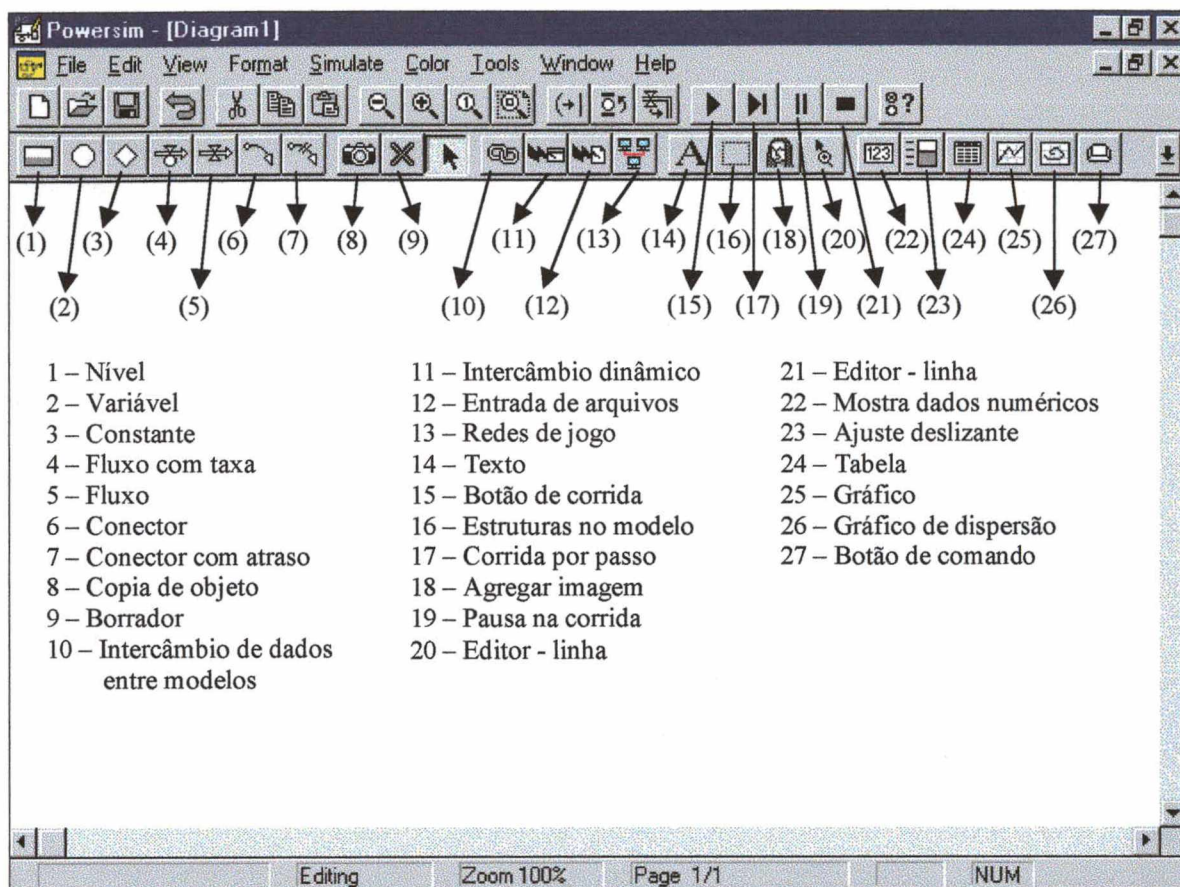 Powersim - [Diagram1]
File Edit View Format Simulate Color Tools Window Help
1
?
A 123
(1) (3) (4) (6) (7) (8) (9) (11) (13) (14) (16) (18) (20) (22) (24) (25) (27)
(2) (5) (10) (12) (15) (17) (19) (21) (23) (26)
1 – Nível
2 – Variável
3 – Constante
4 – Fluxo com taxa
5 – Fluxo
6 – Conector
7 – Conector com atraso
8 – Copia de objeto
9 – Borrador
10 – Intercâmbio de dados
entre modelos
11 – Intercâmbio dinâmico
12 – Entrada de arquivos
13 – Redes de jogo
14 – Texto
15 – Botão de corrida
16 – Estruturas no modelo
17 – Corrida por passo
18 – Agregar imagem
19 – Pausa na corrida
20 – Editor - linha
21 – Editor - linha
22 – Mostra dados numéricos
23 – Ajuste deslizante
24 – Tabela
25 – Gráfico
26 – Gráfico de dispersão
27 – Botão de comando
Editing Zoom 100% Page 1/1 NUM